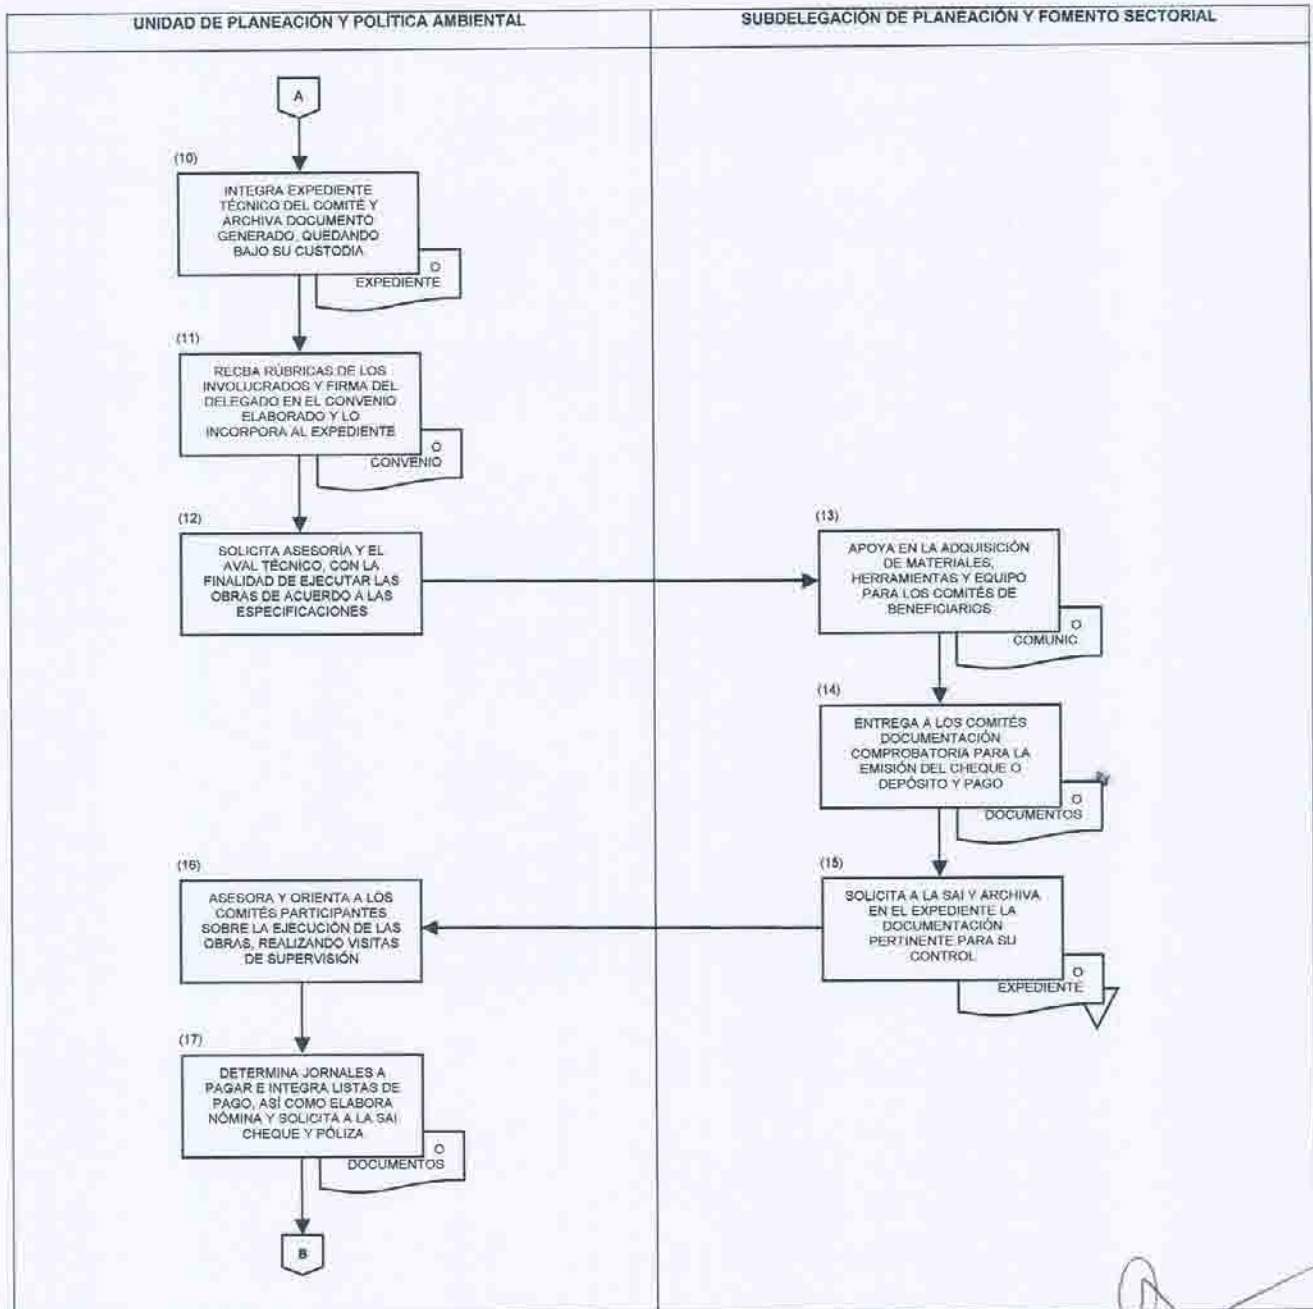 UNIDAD DE PLANEACIÓN Y POLÍTICA AMBIENTAL
SUBDELEGACIÓN DE PLANEACIÓN Y FOMENTO SECTORIAL
A
(10)
INTEGRA EXPEDIENTE
TÉCNICO DEL COMITÉ Y
ARCHIVA DOCUMENTO
GENERADO, QUEDANDO
BAJO SU CUSTODIA
O
EXPEDIENTE
(11)
RECBA RÚBRICAS DE LOS
INVOLUCRADOS Y FIRMA DEL
DELEGADO EN EL CONVENIO
ELABORADO Y LO
INCORPORA AL EXPEDIENTE
O
CONVENIO
(12)
SOLICITA ASESORÍA Y EL
AVAL TÉCNICO, CON LA
FINALIDAD DE EJECUTAR LAS
OBRAS DE ACUERDO A LAS
ESPECIFICACIONES
(13)
APOYA EN LA ADQUISICIÓN
DE MATERIALES,
HERRAMIENTAS Y EQUIPO
PARA LOS COMITÉS DE
BENEFICIARIOS
O
COMUNIC.
(14)
ENTREGA A LOS COMITÉS
DOCUMENTACIÓN
COMPROBATORIA PARA LA
EMISIÓN DEL CHEQUE O
DEPÓSITO Y PAGO
O
DOCUMENTOS
(15)
SOLICITA A LA SAI Y ARCHIVA
EN EL EXPEDIENTE LA
DOCUMENTACIÓN
PERTINENTE PARA SU
CONTROL
O
EXPEDIENTE
(16)
ASESORA Y ORIENTA A LOS
COMITÉS PARTICIPANTES
SOBRE LA EJECUCIÓN DE LAS
OBRAS, REALIZANDO VISITAS
DE SUPERVISIÓN
(17)
DETERMINA JORNALES A
PAGAR E INTEGRA LISTAS DE
PAGO, ASÍ COMO ELABORA
NÓMINA Y SOLICITA A LA SAI
CHEQUE Y PÓLIZA
O
DOCUMENTOS
B